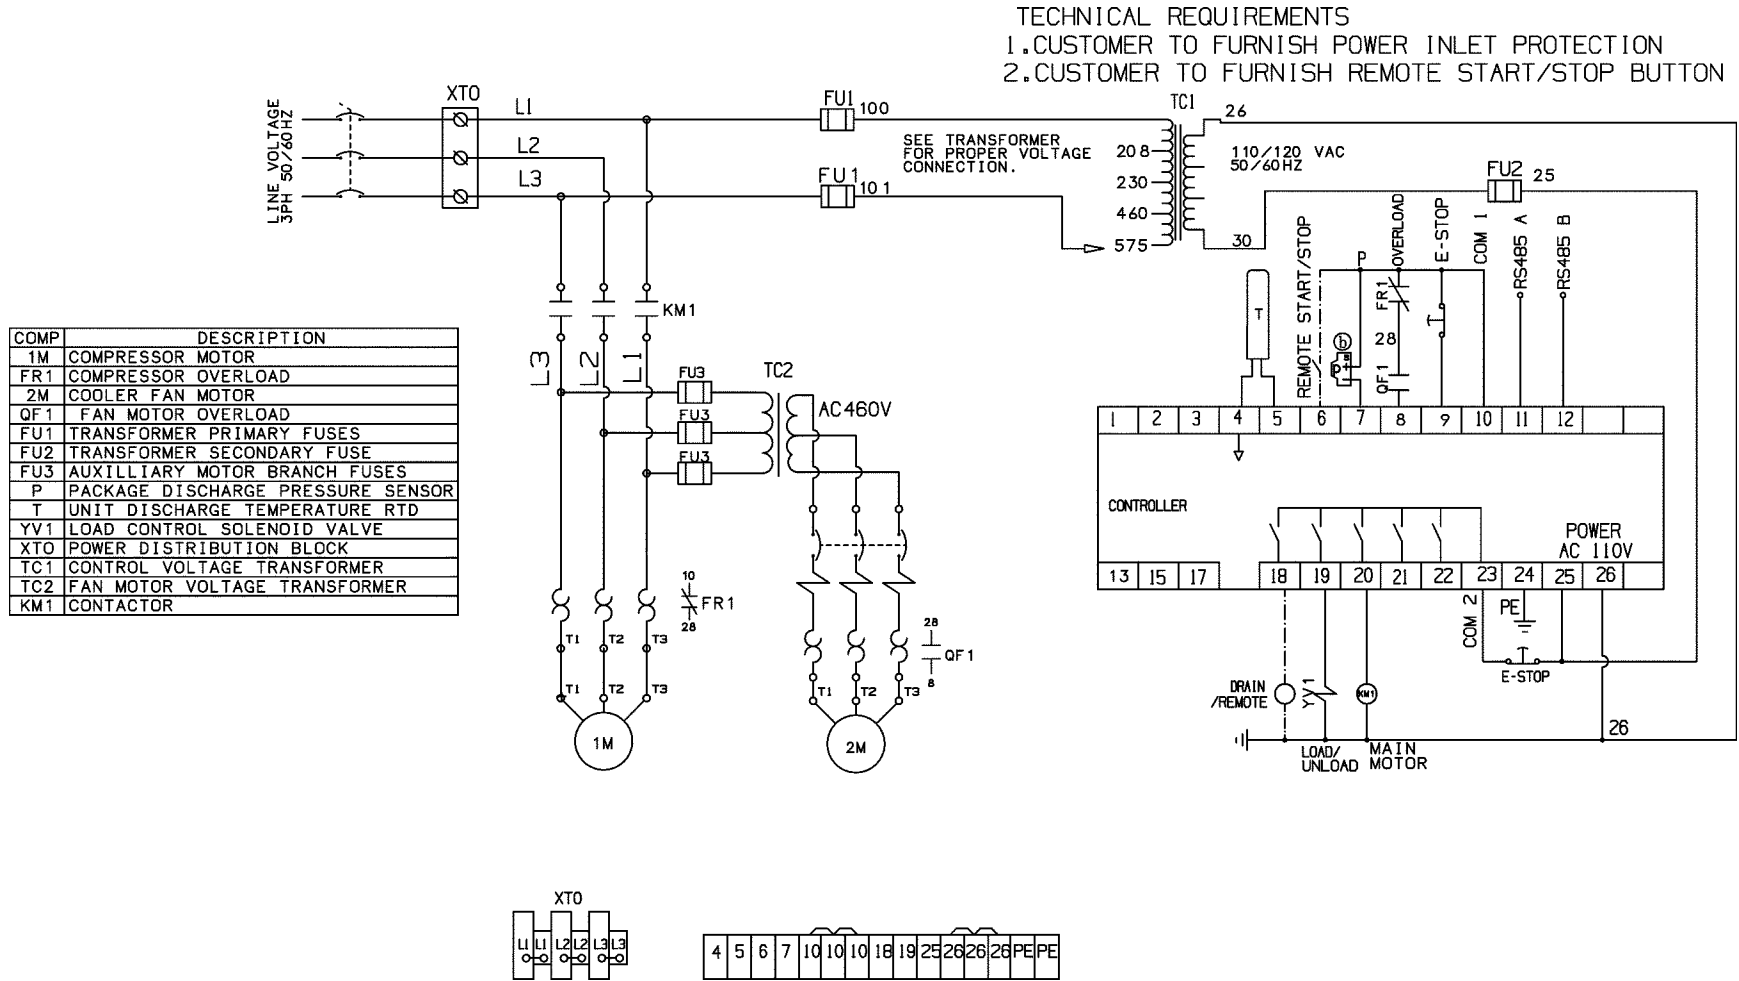 TECHNICAL REQUIREMENTS
1.CUSTOMER TO FURNISH POWER INLET PROTECTION
2.CUSTOMER TO FURNISH REMOTE START/STOP BUTTON
LINE VOLTAGE
3PH 50/60HZ
XTO
L1
L2
L3
FU1
100
FU1
101
SEE TRANSFORMER
FOR PROPER VOLTAGE
CONNECTION.
TC1
208
230
460
575
26
110/120 VAC
50/60HZ
30
FU2
25
KM1
L3
L2
L1
FU3
FU3
FU3
TC2
AC460V
COMP DESCRIPTION
1M COMPRESSOR MOTOR
FR1 COMPRESSOR OVERLOAD
2M COOLER FAN MOTOR
QF1 FAN MOTOR OVERLOAD
FU1 TRANSFORMER PRIMARY FUSES
FU2 TRANSFORMER SECONDARY FUSE
FU3 AUXILLIARY MOTOR BRANCH FUSES
P PACKAGE DISCHARGE PRESSURE SENSOR
T UNIT DISCHARGE TEMPERATURE RTD
YV1 LOAD CONTROL SOLENOID VALVE
XTO POWER DISTRIBUTION BLOCK
TC1 CONTROL VOLTAGE TRANSFORMER
TC2 FAN MOTOR VOLTAGE TRANSFORMER
KM1 CONTACTOR
10
FR1
28
T1 T2 T3
T1 T2 T3
1M
28
QF1
8
T1 T2 T3
2M
T
REMOTE START/STOP
P
b
OVERLOAD
FR1
28
QF1
E-STOP
COM 1
RS485 A
RS485 B
1 2 3 4 5 6 7 8 9 10 11 12
CONTROLLER
POWER
AC 110V
13 15 17 18 19 20 21 22 23 24 25 26
COM 2
PE
E-STOP
DRAIN
/REMOTE
YV1
KM1
26
LOAD/
UNLOAD
MAIN
MOTOR
XTO
L1 L1 L2 L2 L3 L3
4 5 6 7 10 10 10 18 19 25 26 26 26 PE PE